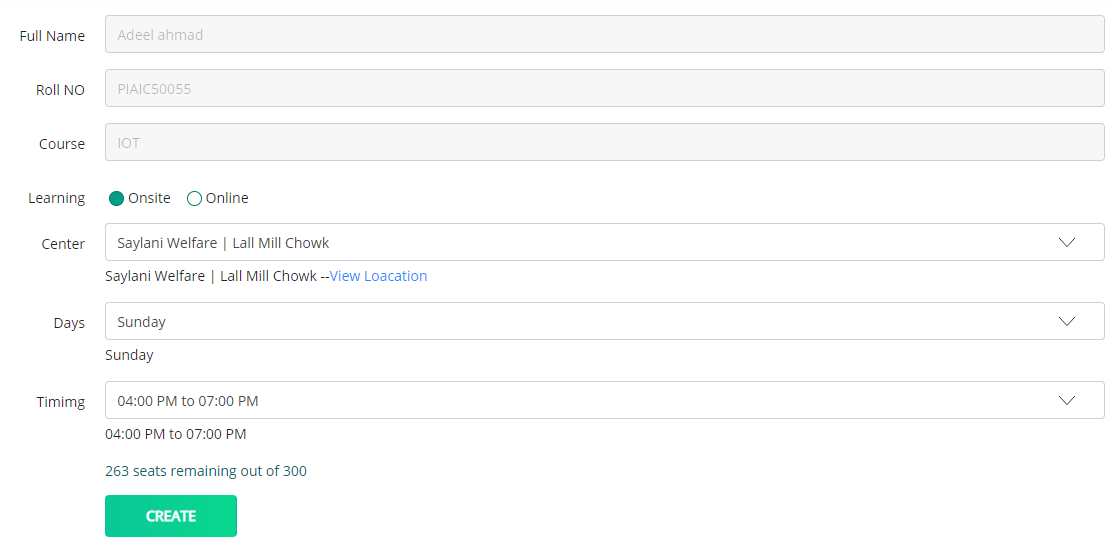 Full Name Adeel ahmad
Roll NO PIAIC50055
Course IOT
Learning Onsite Online
Center Saylani Welfare | Lall Mill Chowk
Saylani Welfare | Lall Mill Chowk --View Loacation
Days Sunday
Sunday
Timimg 04:00 PM to 07:00 PM
04:00 PM to 07:00 PM
263 seats remaining out of 300
CREATE